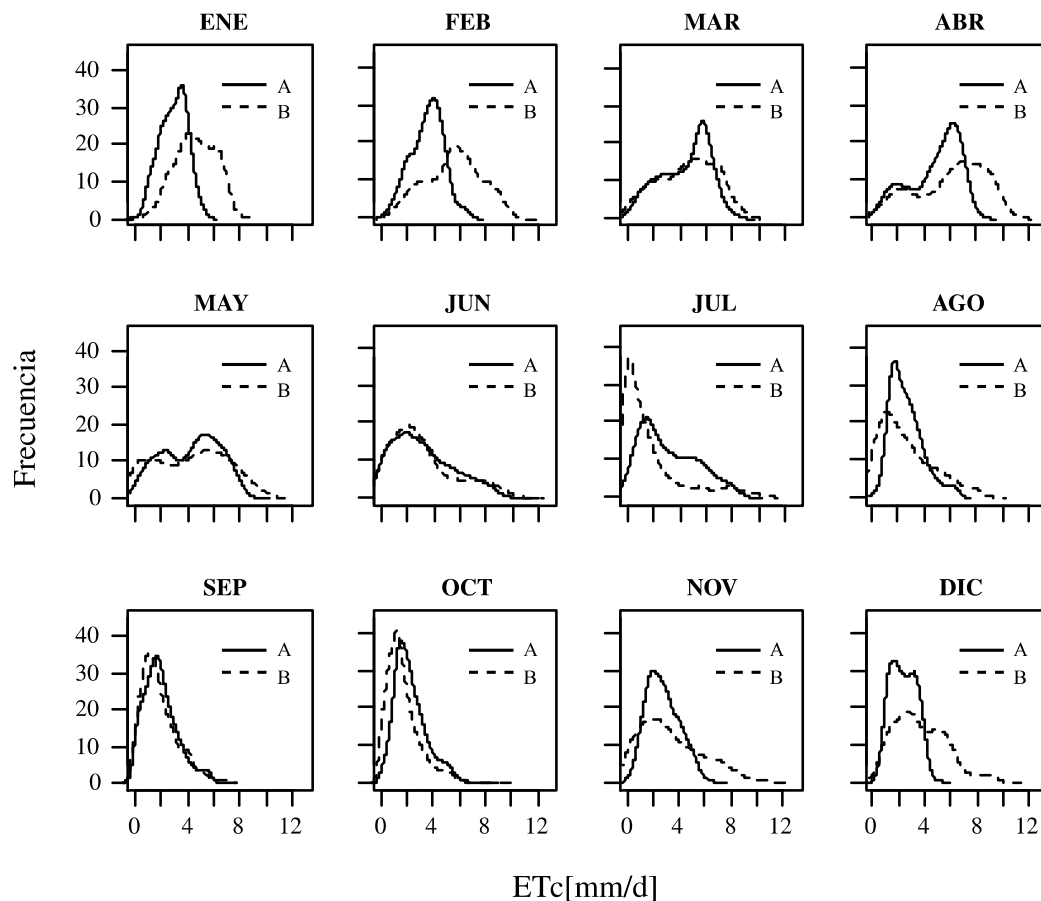 ENE FEB MAR ABR
40 A A A A
30 B B B B
20
10
0
MAY JUN JUL AGO
40 A A A A
30 B B B B
20
10
0
Frecuencia
SEP OCT NOV DIC
40 A A A A
30 B B B B
20
10
0
0 4 8 12 0 4 8 12 0 4 8 12 0 4 8 12
ETc[mm/d]